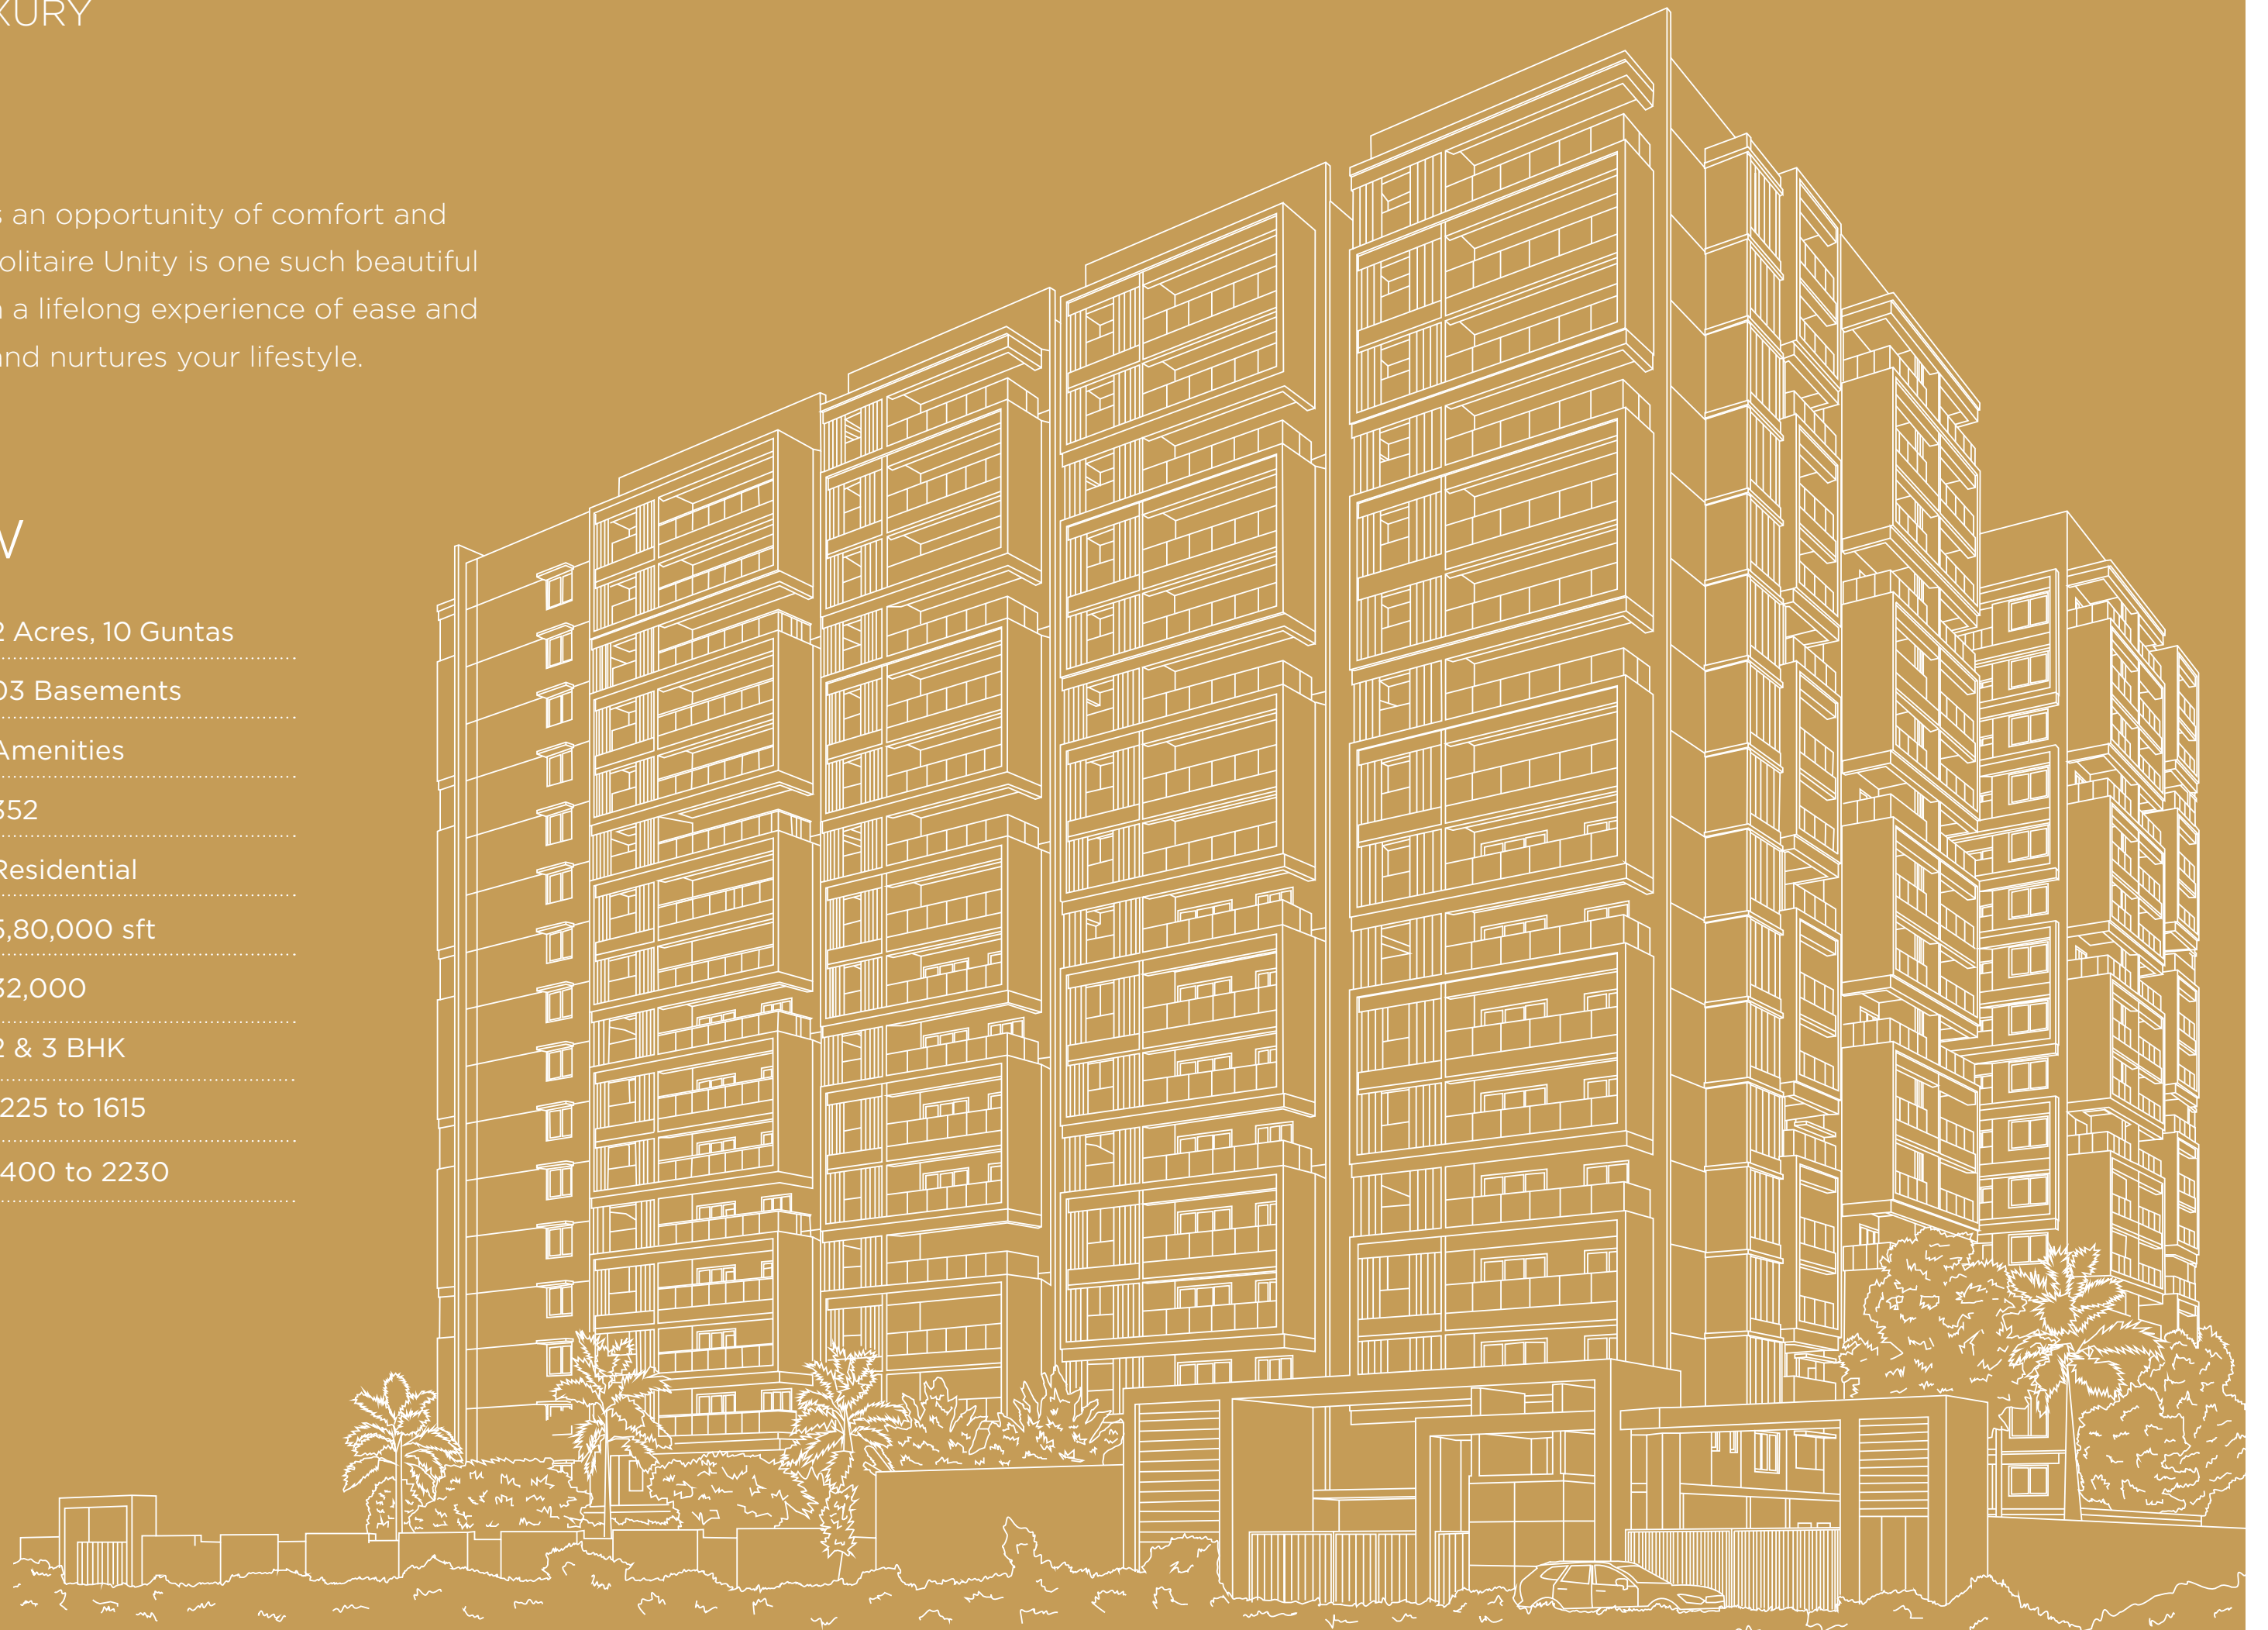 XURY
s an opportunity of comfort and
olitaire Unity is one such beautiful
a lifelong experience of ease and
and nurtures your lifestyle.
W
2 Acres, 10 Guntas
03 Basements
Amenities
352
Residential
5,80,000 sft
32,000
2 & 3 BHK
225 to 1615
400 to 2230